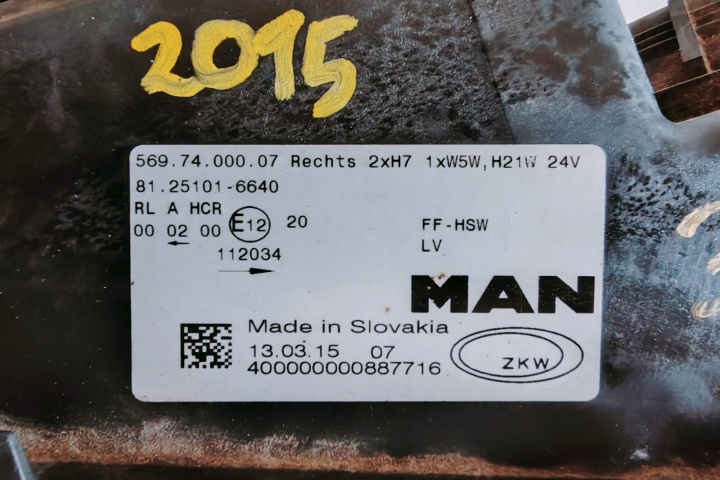 2015
569.74.000.07 Rechts 2xH7 1xW5W, H21W 24V
81.25101-6640
RL A HCR
00 02 00 E12 20
FF-HSW
LV
112034
MAN
Made in Slovakia
13.03.15 07
400000000887716
ZKW